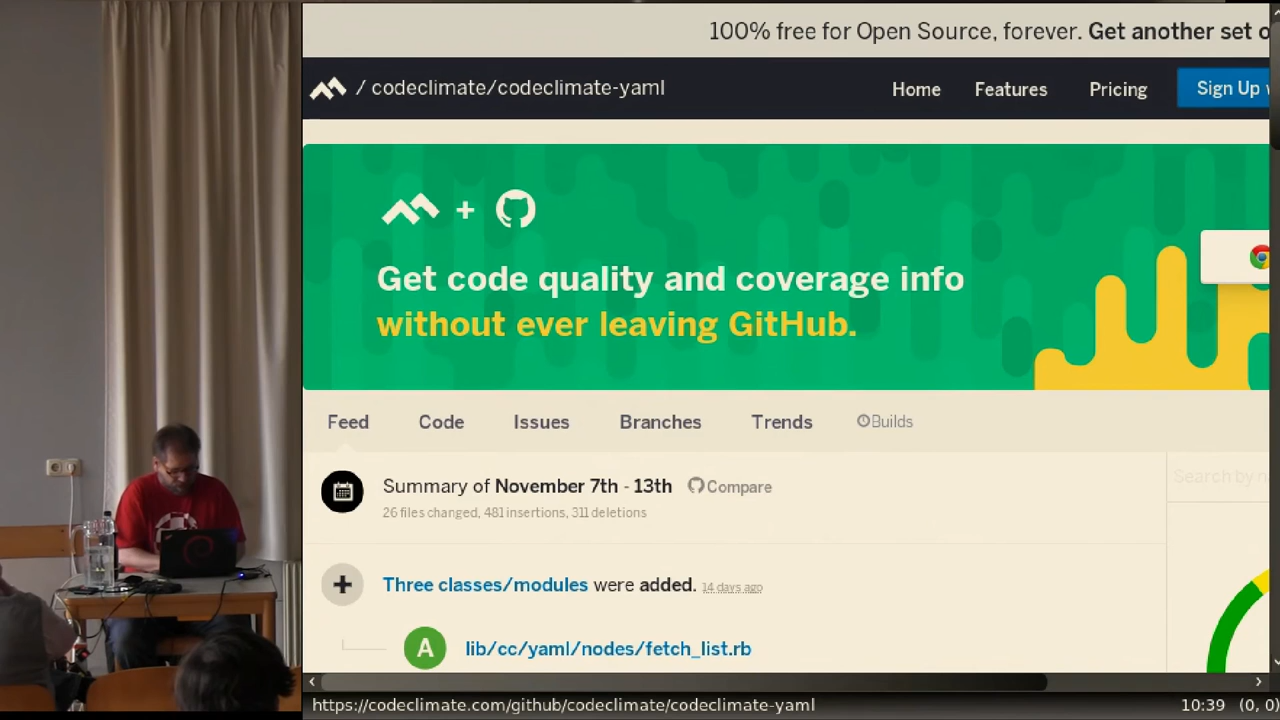 100% free for Open Source, forever. Get another set o
/ codeclimate/codeclimate-yaml
Home Features Pricing Sign Up
+
Get code quality and coverage info
without ever leaving GitHub.
Feed Code Issues Branches Trends Builds
Summary of November 7th - 13th Compare
26 files changed, 481 insertions, 311 deletions
Search by n
+ Three classes/modules were added. 14 days ago
A lib/cc/yaml/nodes/fetch_list.rb
https://codeclimate.com/github/codeclimate/codeclimate-yaml 10:39 (0, 0)